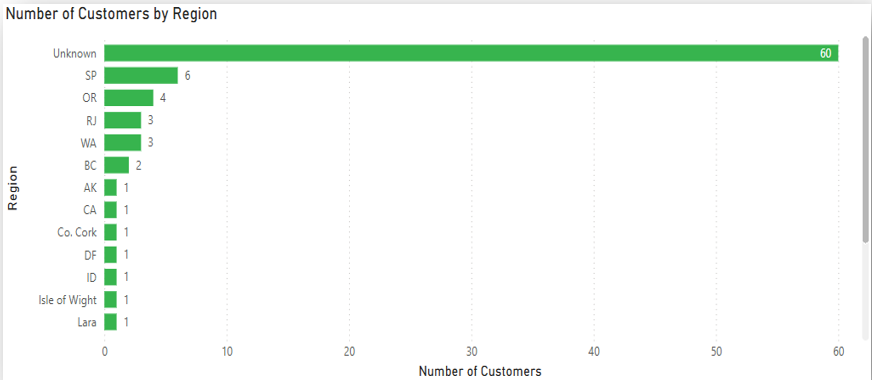 Number of Customers by Region
Region
Unknown 60
SP 6
OR 4
RJ 3
WA 3
BC 2
AK 1
CA 1
Co. Cork 1
DF 1
ID 1
Isle of Wight 1
Lara 1
0 10 20 30 40 50 60
Number of Customers